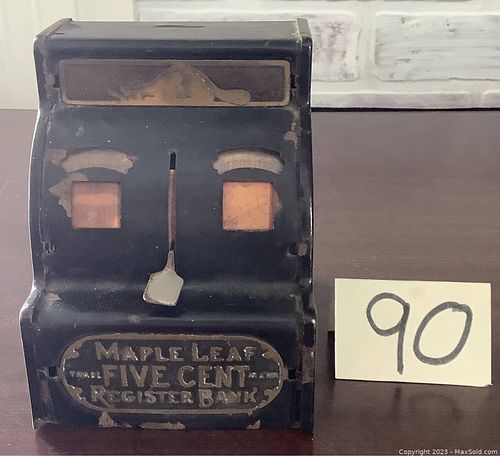 MAPLE LEAF
TRADE FIVE CENT MARK
REGISTER BANK
90
Copyright 2023 - MaxSold.com